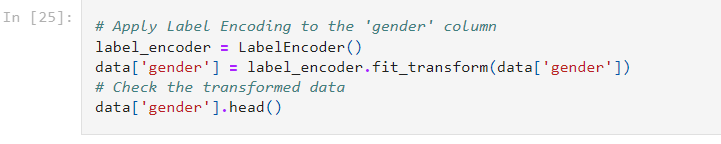 In [25]:
# Apply Label Encoding to the 'gender' column
label_encoder = LabelEncoder()
data['gender'] = label_encoder.fit_transform(data['gender'])
# Check the transformed data
data['gender'].head()